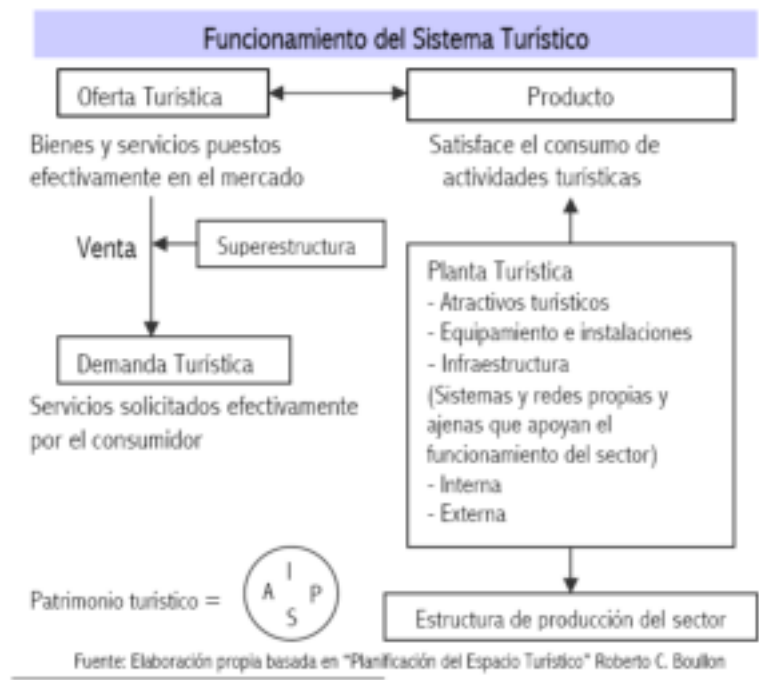 Funcionamiento del Sistema Turístico
Oferta Turística
Producto
Bienes y servicios puestos
efectivamente en el mercado
Satisface el consumo de
actividades turísticas
Venta
Superestructura
Planta Turística
- Atractivos turísticos
- Equipamiento e instalaciones
- Infraestructura
(Sistemas y redes propias y
ajenas que apoyan el
funcionamiento del sector)
- Interna
- Externa
Demanda Turística
Servicios solicitados efectivamente
por el consumidor
Patrimonio turístico =
I
A P
S
Estructura de producción del sector
Fuente: Elaboración propia basada en "Planificación del Espacio Turístico" Roberto C. Boullon